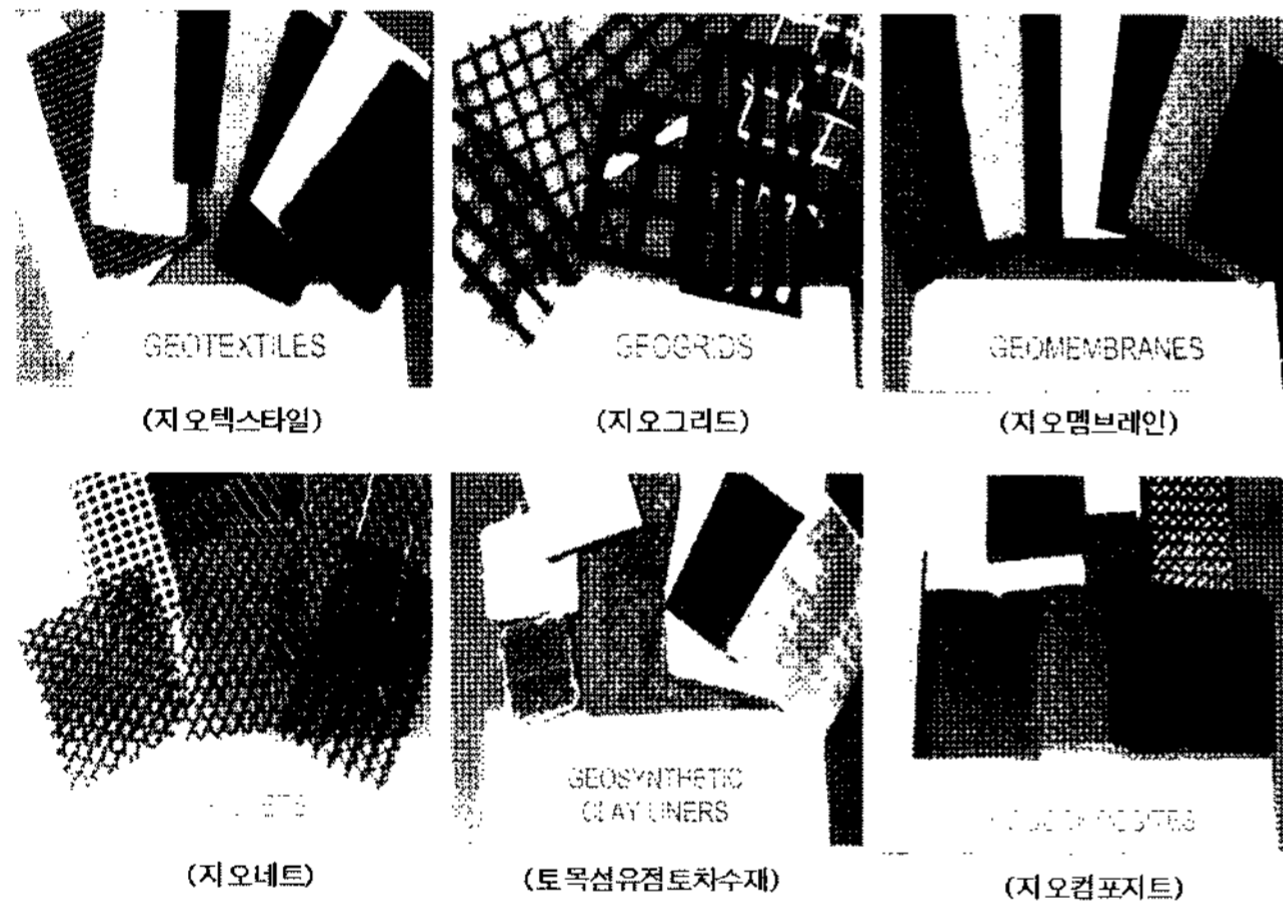 GEOTEXTILES
GEOGRIDS
GEOMEMBRANES
(지오텍스타일)
(지오그리드)
(지오멤브레인)
GEOSYNTHETIC
CLAY LINERS
(지오네트)
(토목섬유점토차수재)
(지오컴포지트)